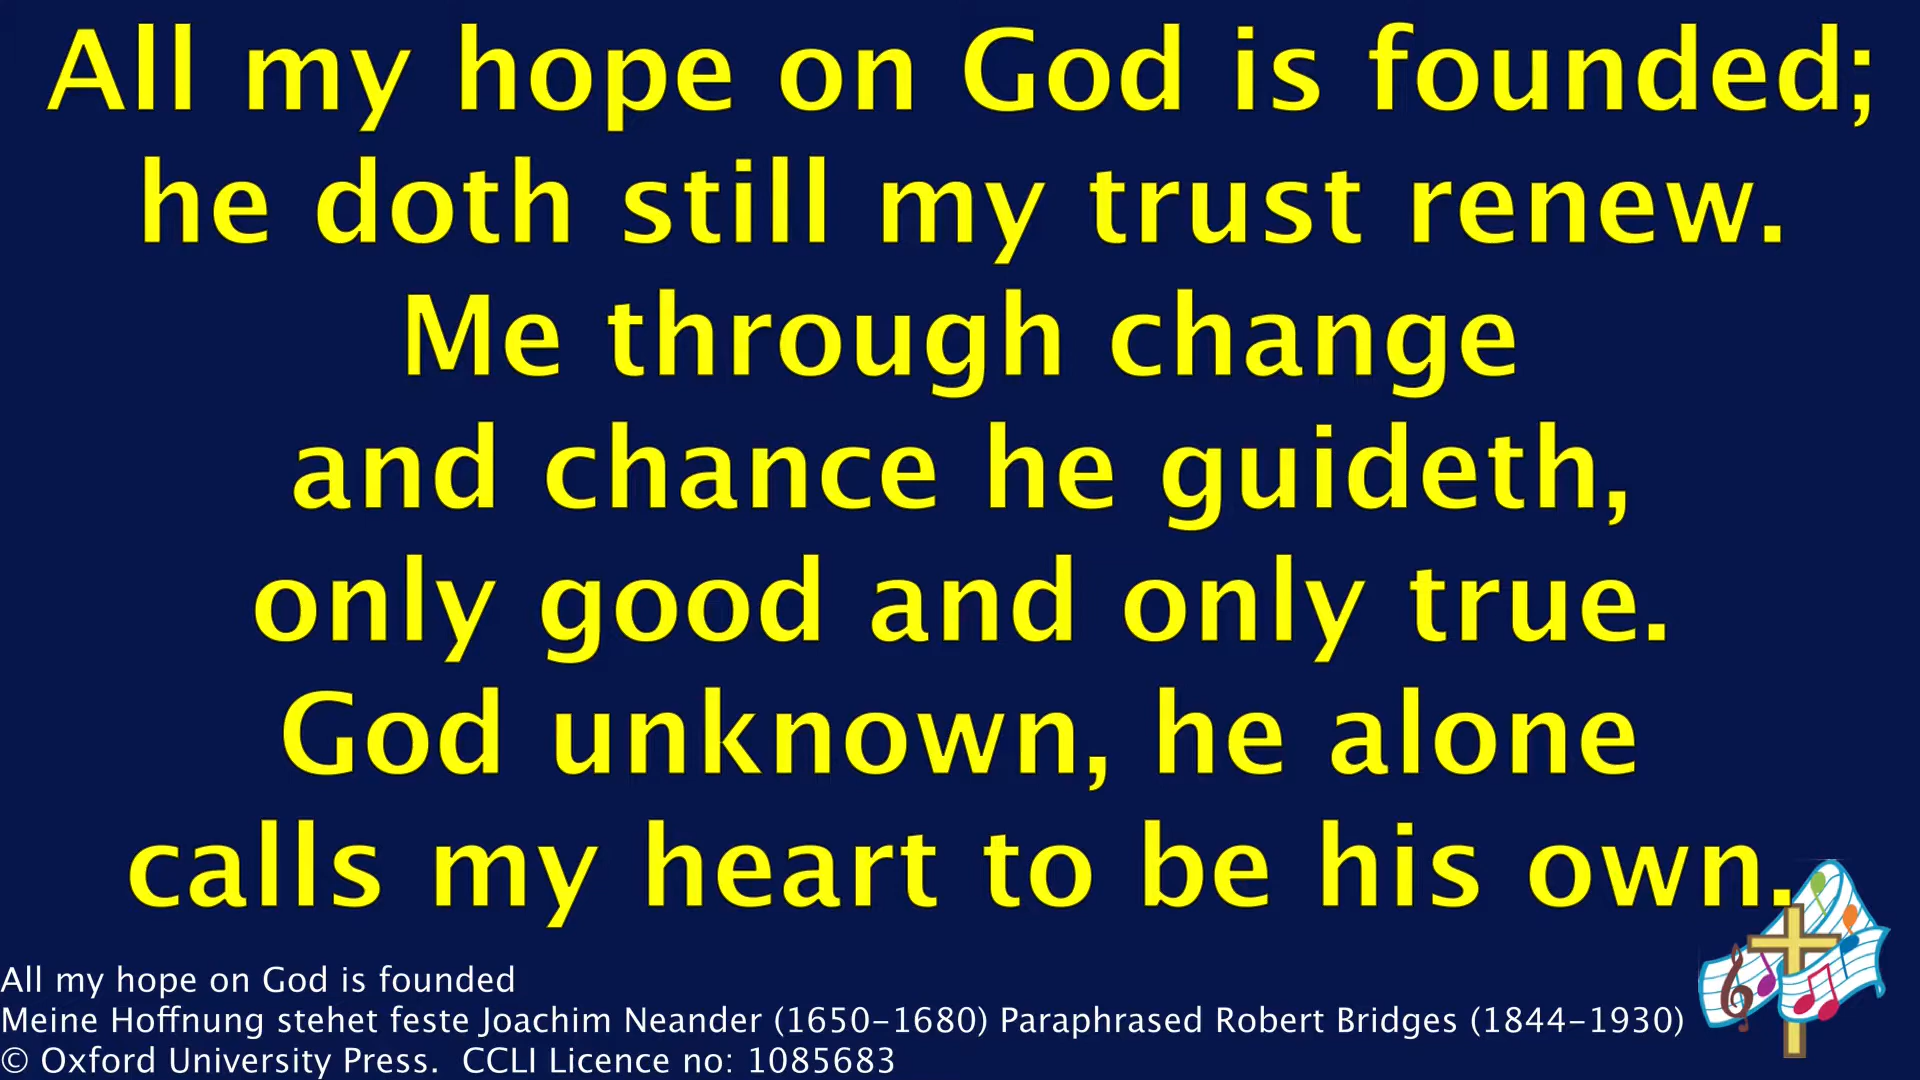 All my hope on God is founded;
he doth still my trust renew.
Me through change
and chance he guideth,
only good and only true.
God unknown, he alone
calls my heart to be his own.
All my hope on God is founded
Meine Hoffnung stehet feste Joachim Neander (1650–1680) Paraphrased Robert Bridges (1844–1930)
© Oxford University Press.  CCLI Licence no: 1085683